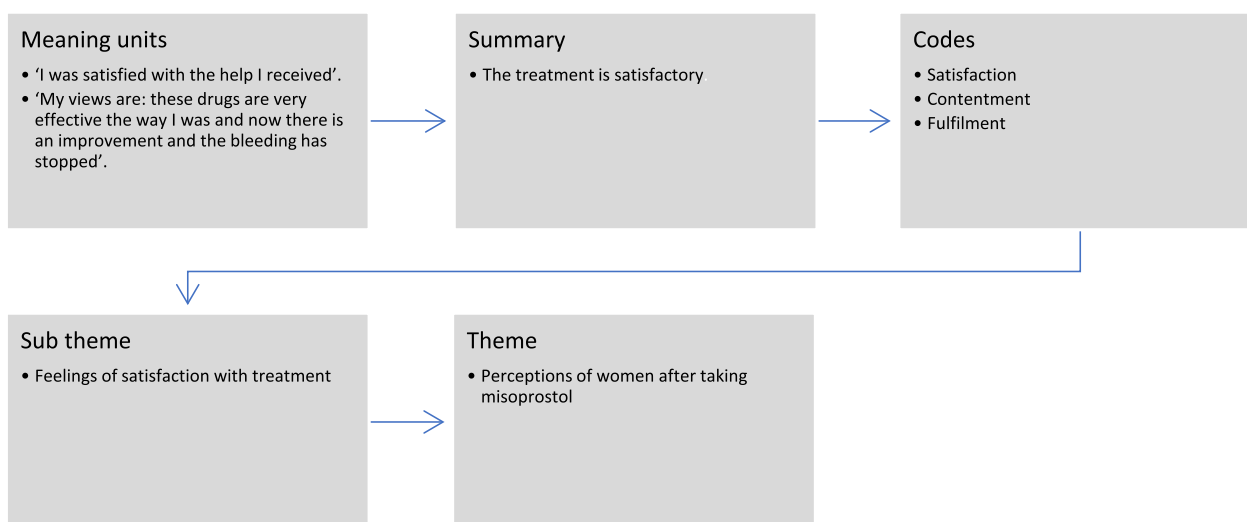 Meaning units
• ‘I was satisfied with the help I received’.
• ‘My views are: these drugs are very
effective the way I was and now there is
an improvement and the bleeding has
stopped’.
Summary
• The treatment is satisfactory.
Codes
• Satisfaction
• Contentment
• Fulfilment
Sub theme
• Feelings of satisfaction with treatment
Theme
• Perceptions of women after taking
misoprostol